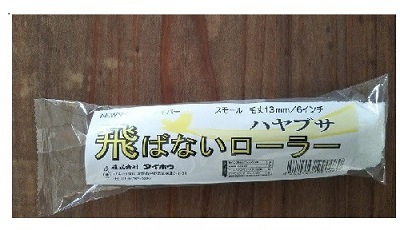 NEW
スモール 毛丈13mm/6インチ
ハヤブサ
飛ばないローラー
株式会社 タイホウ